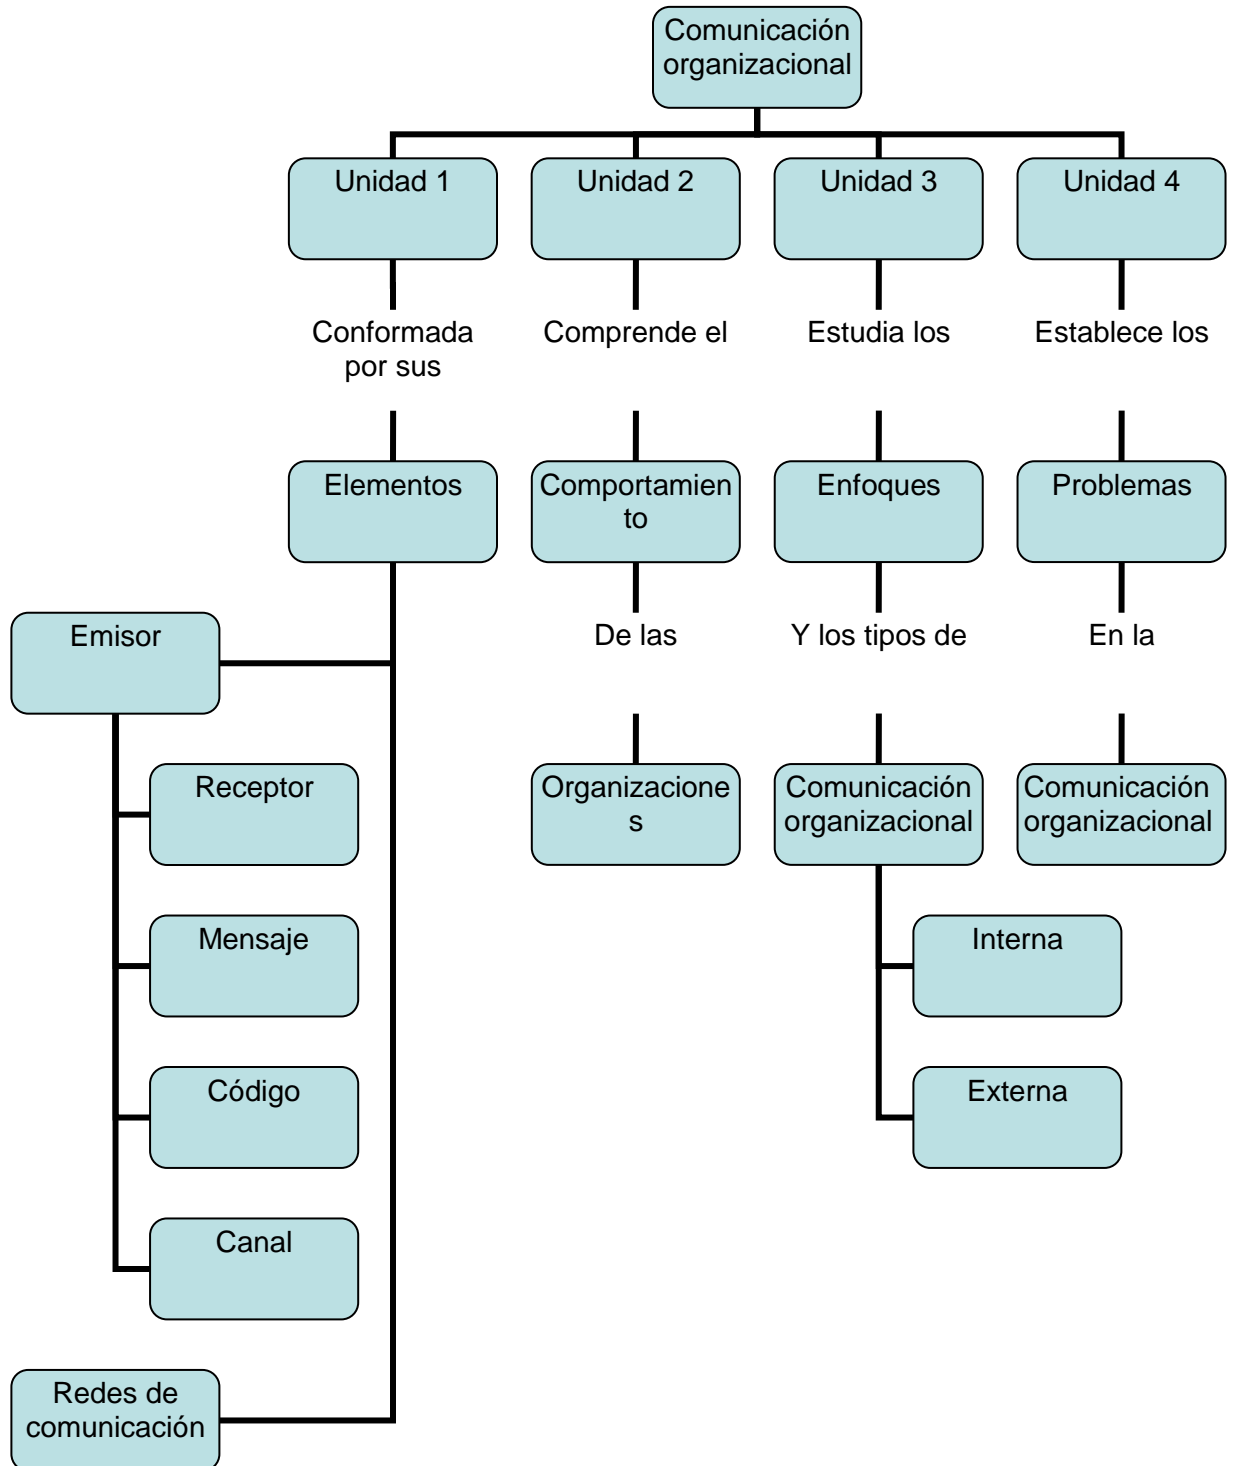 Comunicación
organizacional
Unidad 1
Unidad 2
Unidad 3
Unidad 4
Conformada
por sus
Comprende el
Estudia los
Establece los
Elementos
Comportamien
to
Enfoques
Problemas
Emisor
De las
Y los tipos de
En la
Receptor
Organizacione
s
Comunicación
organizacional
Comunicación
organizacional
Mensaje
Interna
Código
Externa
Canal
Redes de
comunicación